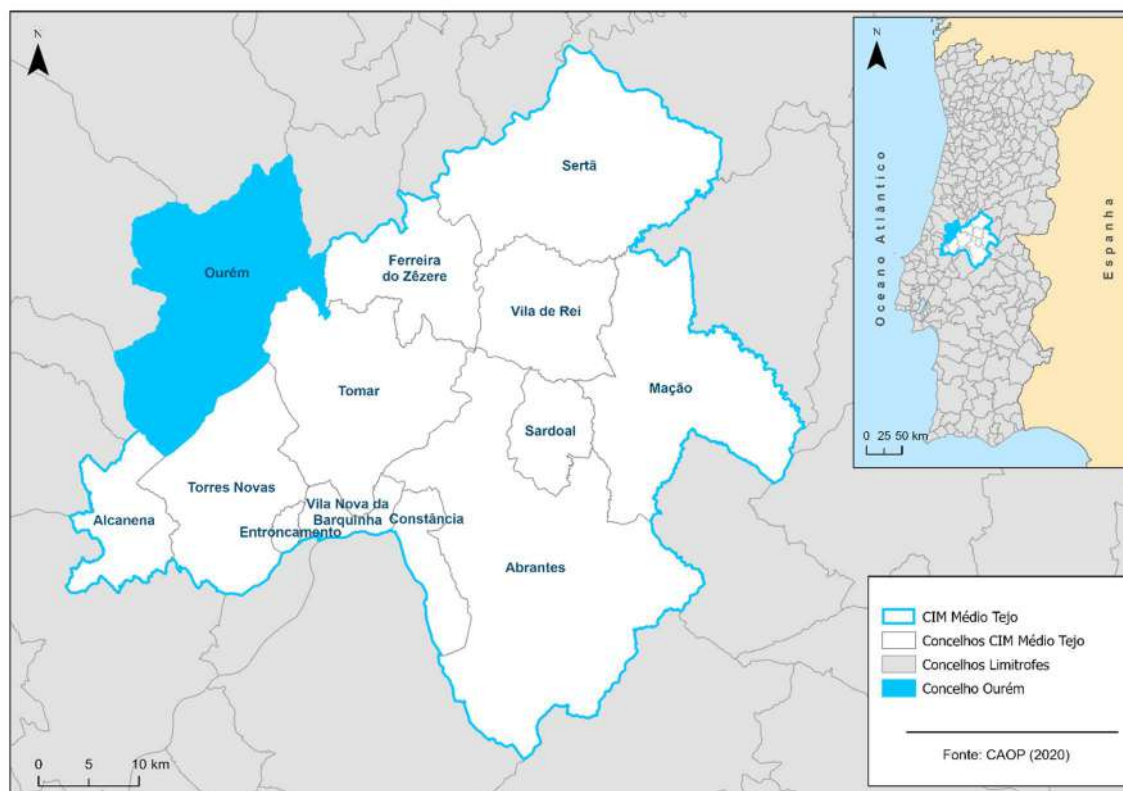 N
Sertã
Ferreira
do Zêzere
Ourém
Vila de Rei
Tomar
Mação
Sardoal
Torres Novas
Vila Nova da
Barquinha
Constância
Alcanena
Entroncamento
Abrantes
0 5 10 km
N
Oceano Atlântico
Espanha
0 25 50 km
CIM Médio Tejo
Concelhos CIM Médio Tejo
Concelhos Limitrofes
Concelho Ourém
Fonte: CAOP (2020)